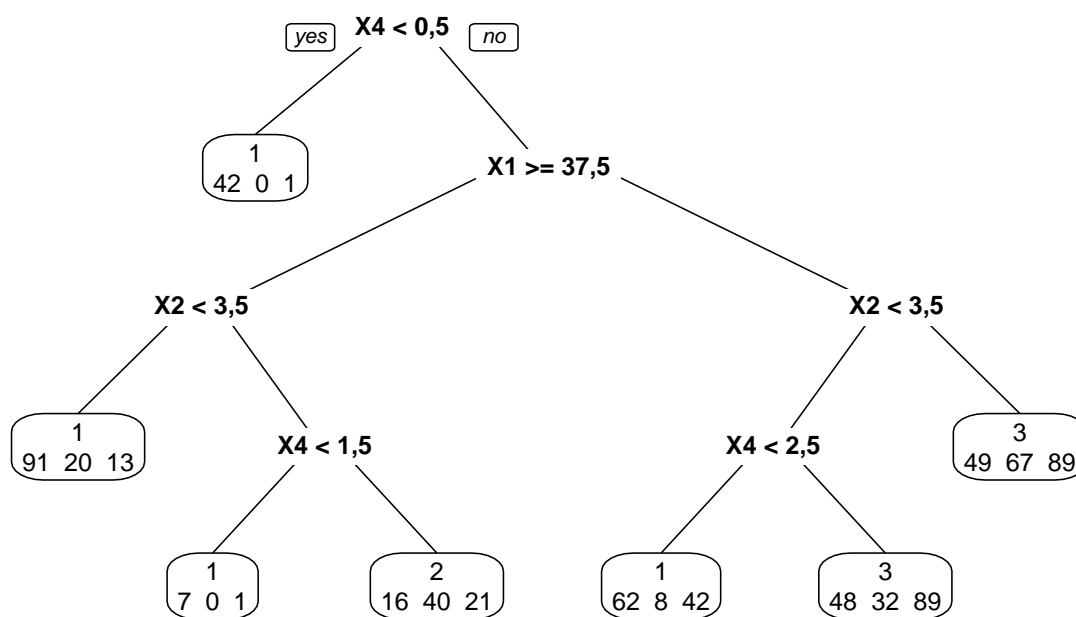 yes X4 < 0,5 no
1
42 0 1
X1 >= 37,5
X2 < 3,5
X2 < 3,5
1
91 20 13
X4 < 1,5
X4 < 2,5
3
49 67 89
1
7 0 1
2
16 40 21
1
62 8 42
3
48 32 89